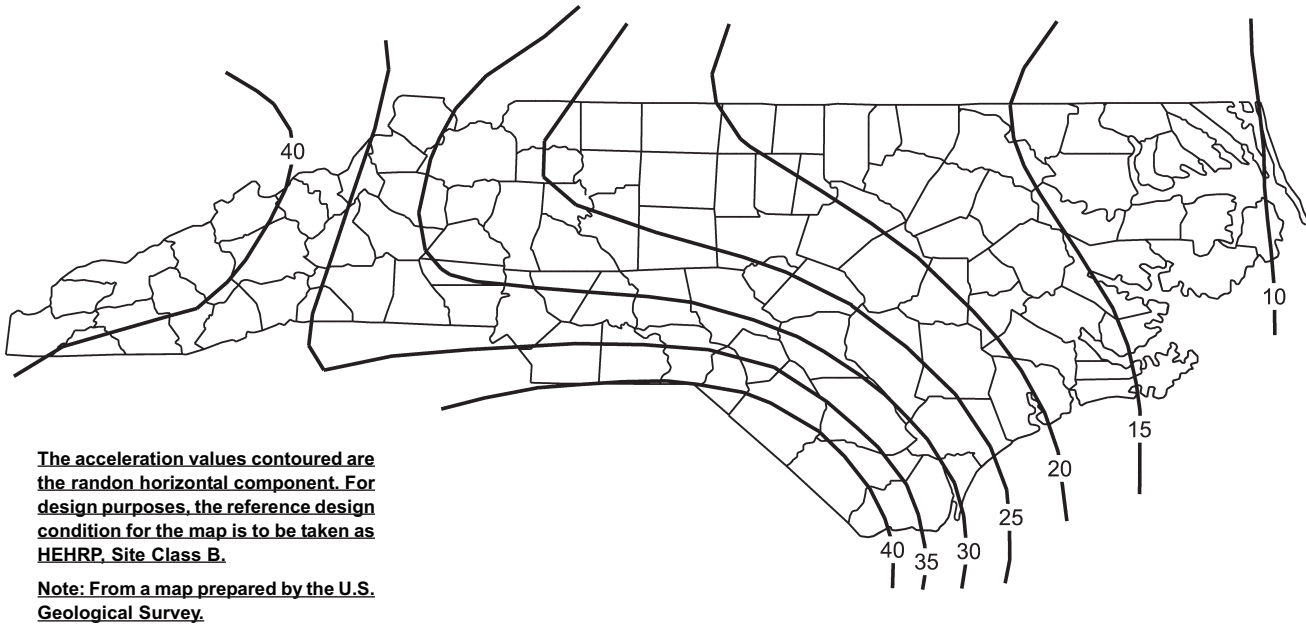 40
10
15
20
25
40
35
30
The acceleration values contoured are
the randon horizontal component. For
design purposes, the reference design
condition for the map is to be taken as
HEHRP, Site Class B.
Note: From a map prepared by the U.S.
Geological Survey.